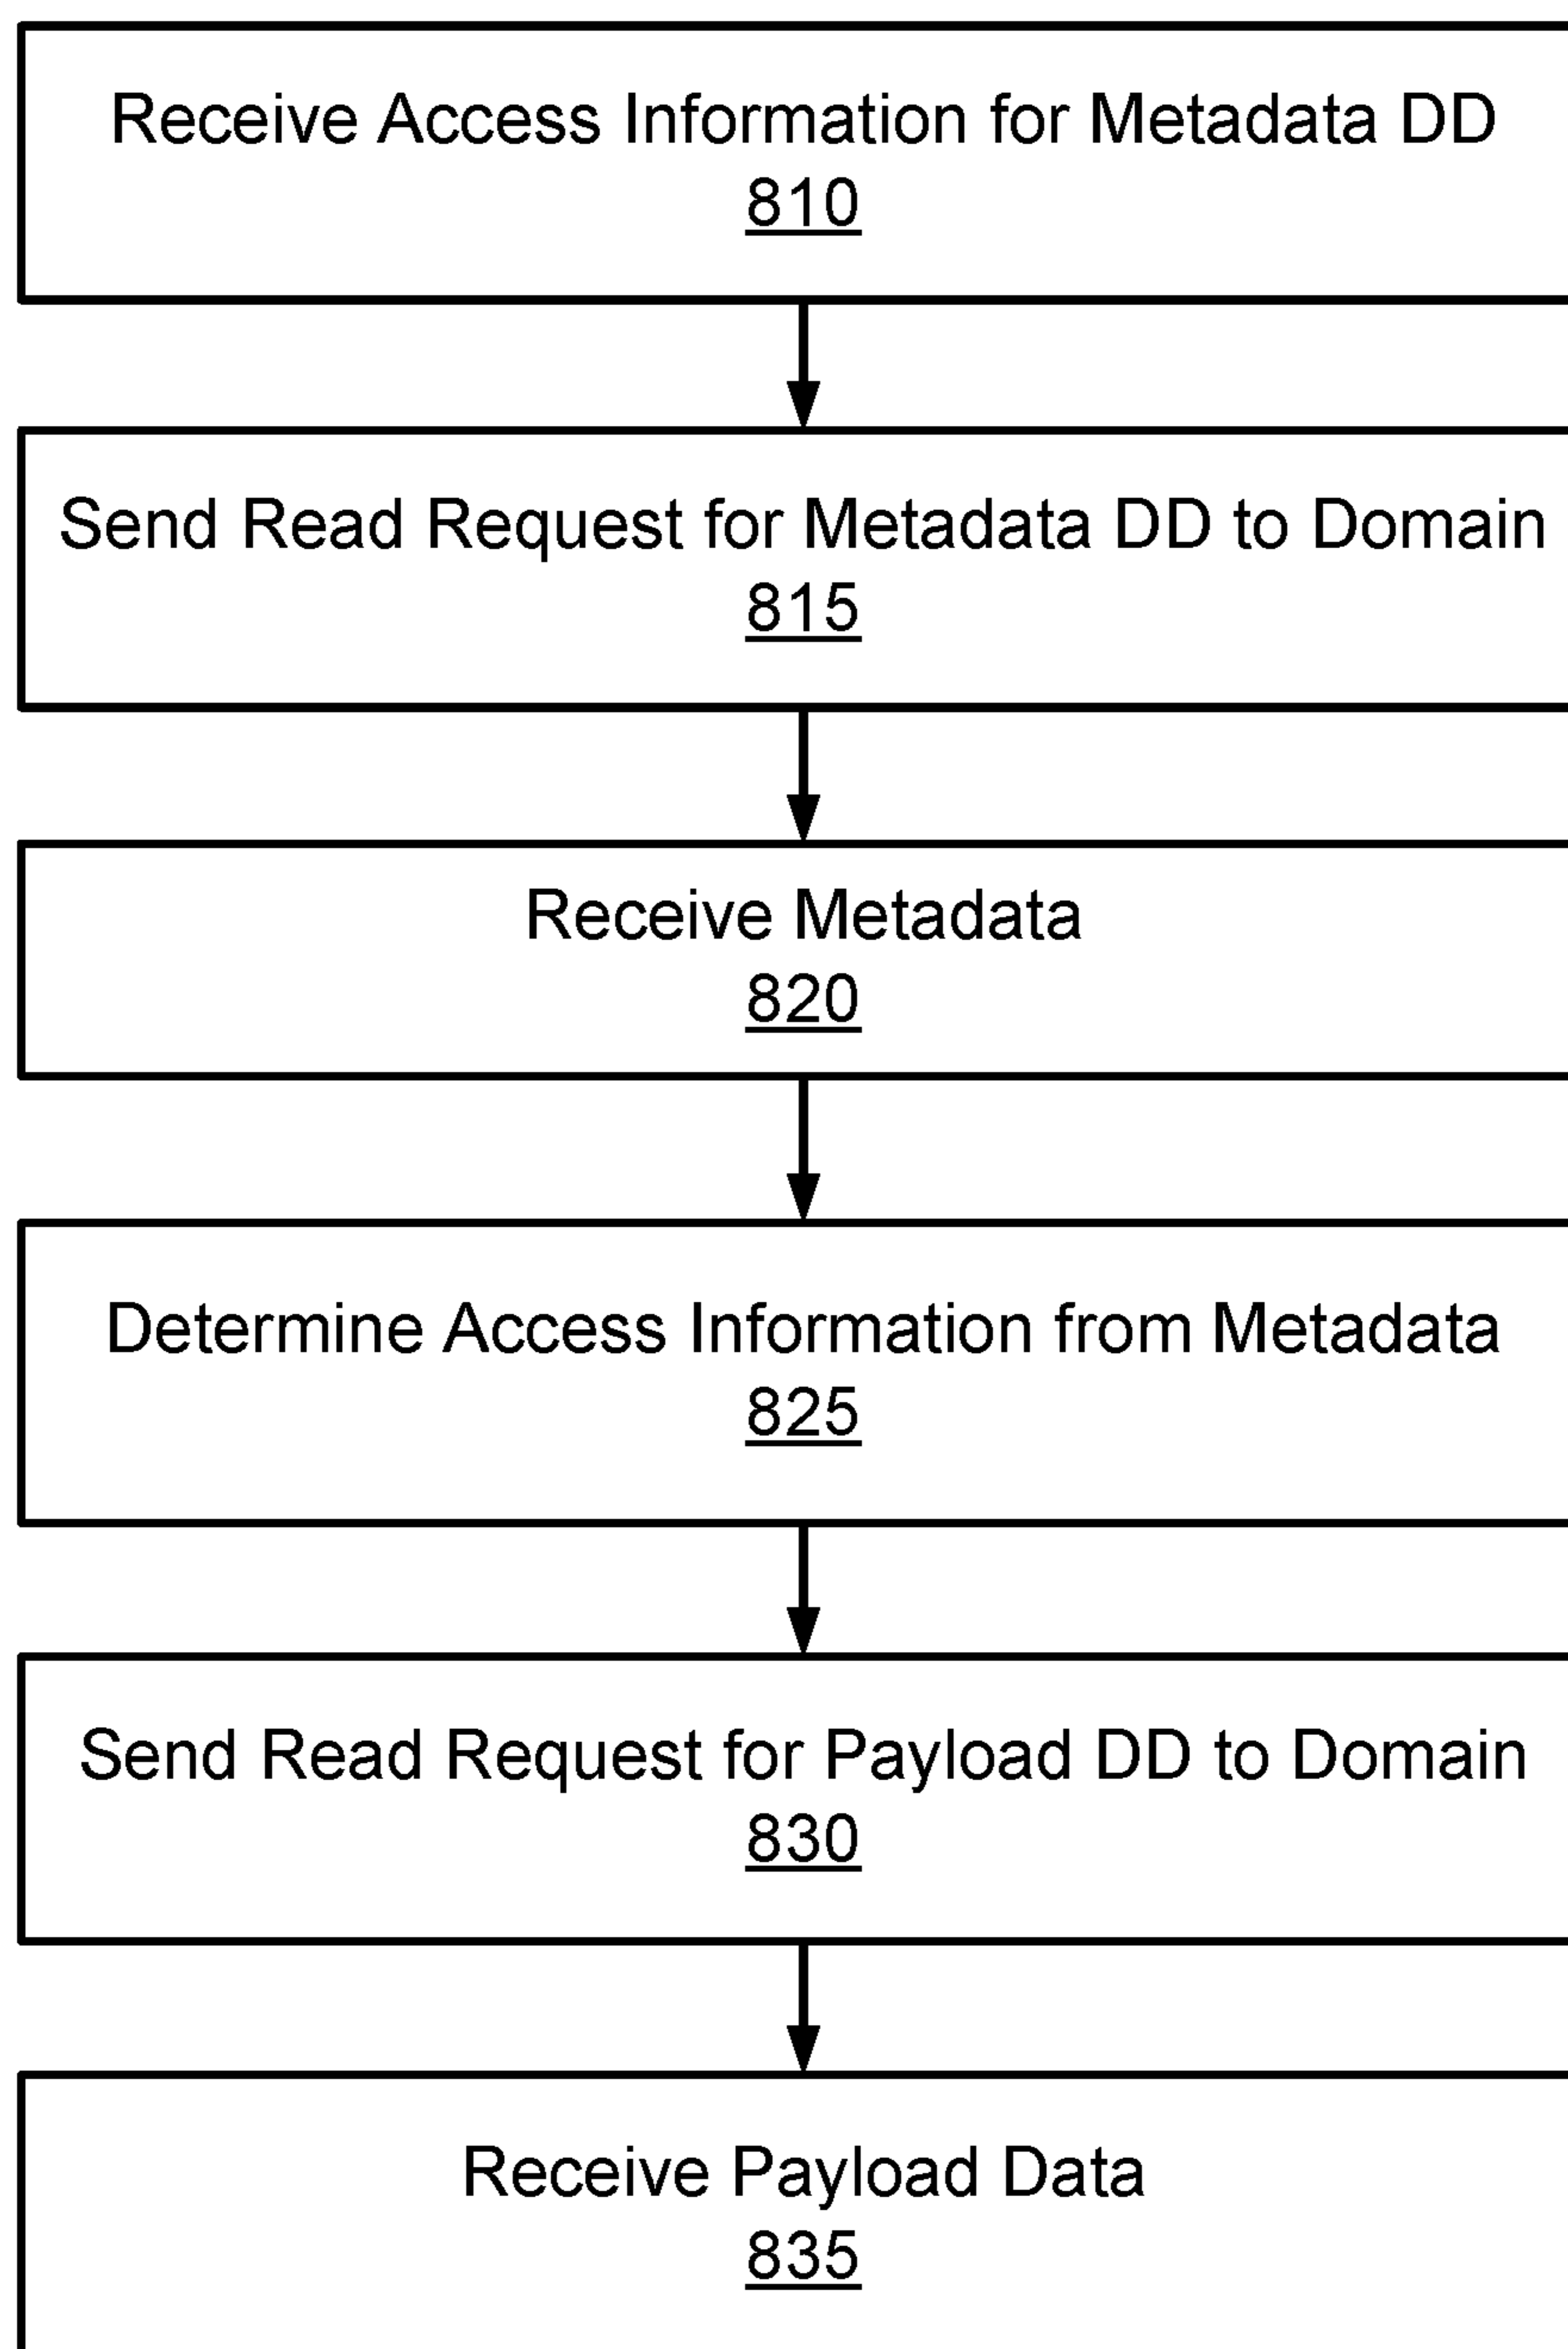 Receive Access Information for Metadata DD
810
Send Read Request for Metadata DD to Domain
815
Receive Metadata
820
Determine Access Information from Metadata
825
Send Read Request for Payload DD to Domain
830
Receive Payload Data
835